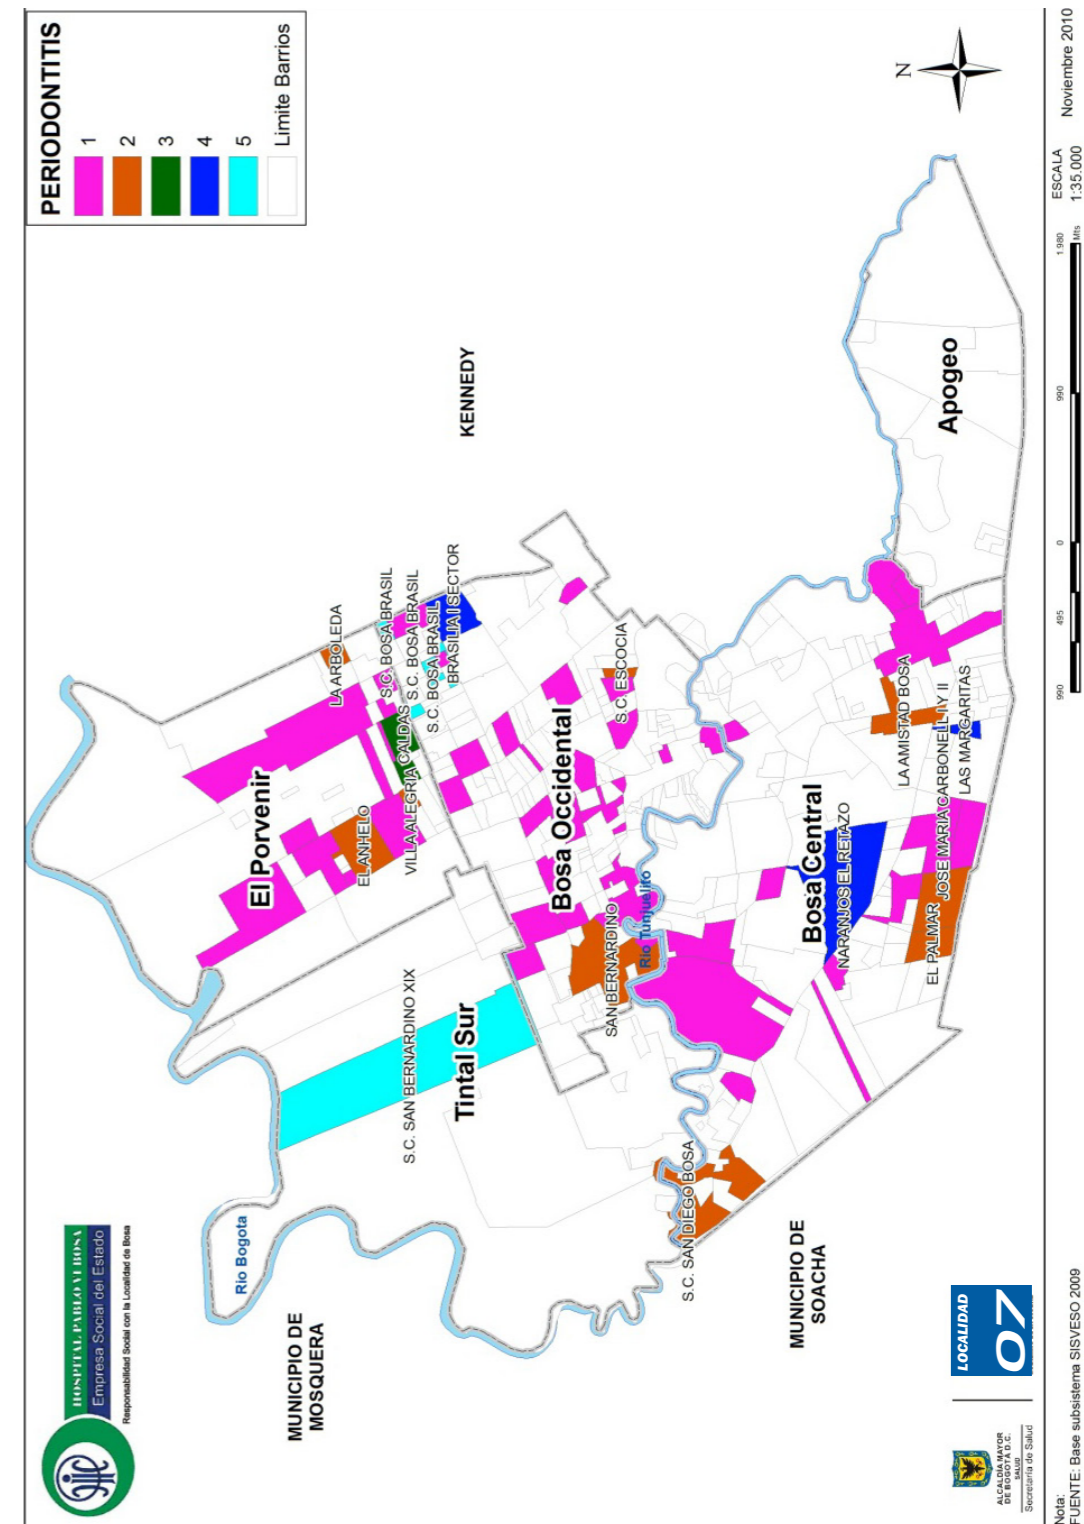 HOSPITAL PABLO VI BOSA
Empresa Social del Estado
Responsabilidad Social con la Localidad de Bosa
PERIODONTITIS
1
2
3
4
5
Limite Barrios
N
MUNICIPIO DE
MOSQUERA
Rio Bogota
S.C. SAN BERNARDINO XIX
Tintal Sur
El Porvenir
EL ANHELO
LA ARBOLEDA
VILLA ALEGRIA
CALDAS
S.C. BOSA BRASIL
S.C. BOSA BRASIL
S.C. BOSA BRASIL
BRASILIA I SECTOR
KENNEDY
Bosa Occidental
S.C. ESCOCIA
SAN BERNARDINO
Rio Tunjuelito
S.C. SAN DIEGO BOSA
MUNICIPIO DE
SOACHA
Bosa Central
NARANJOS EL RETAZO
LA AMISTAD BOSA
EL PALMAR
JOSE MARIA CARBONELL I Y II
LAS MARGARITAS
Apogeo
ALCALDÍA MAYOR
DE BOGOTÁ D.C.
SALUD
Secretaría de Salud
LOCALIDAD
07
Nota:
FUENTE: Base subsistema SISVESO 2009
990
495
0
990
1.980
Mts
ESCALA
1:35.000
Noviembre 2010